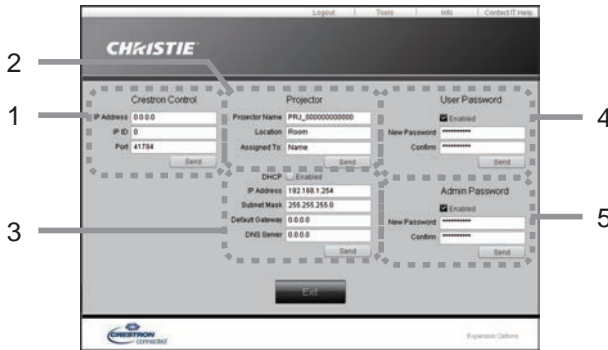 Logout Tools Info Contact IT Help
CHRISTIE
2
1
Crestron Control
IP Address 0.0.0.0
IP ID 0
Port 41794
Send
Projector
Projector Name PRJ_000000000000
Location Room
Assigned To: Name
Send
User Password
Enabled
New Password **********
Confirm **********
Send
4
3
DHCP Enabled
IP Address 192.168.1.254
Subnet Mask 255.255.255.0
Default Gateway 0.0.0.0
DNS Server 0.0.0.0
Send
Admin Password
Enabled
New Password **********
Confirm **********
Send
5
Exit
CRESTRON
connected
Expansion Options